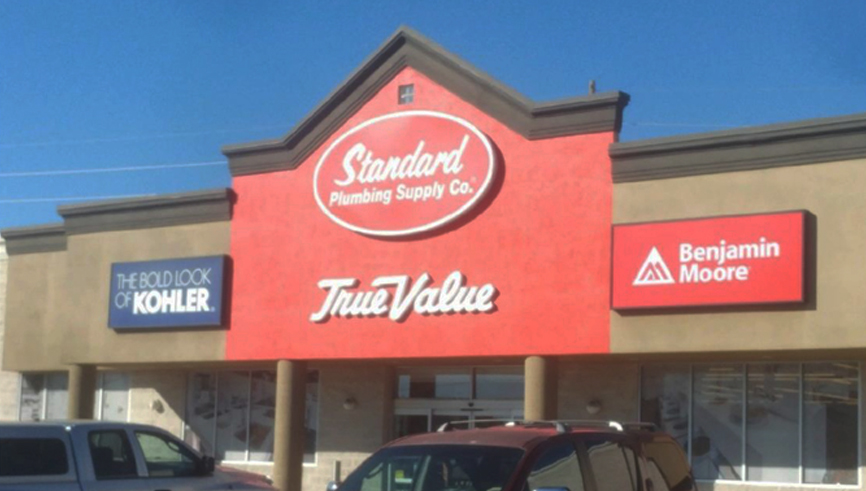 Standard
Plumbing Supply Co.
True Value
THE BOLD LOOK
OF KOHLER
Benjamin
Moore